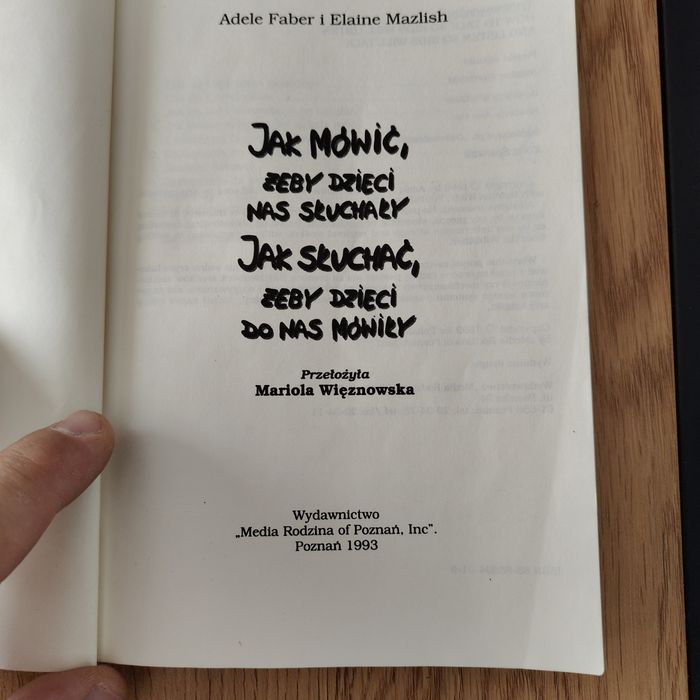 Adele Faber i Elaine Mazlish
JAK MÓWIĆ,
ŻEBY DZIECI
NAS SŁUCHAŁY
JAK SŁUCHAĆ,
ŻEBY DZIECI
DO NAS MÓWIŁY
Przełożyła
Mariola Więznowska
Wydawnictwo
„Media Rodzina of Poznań, Inc".
Poznań 1993